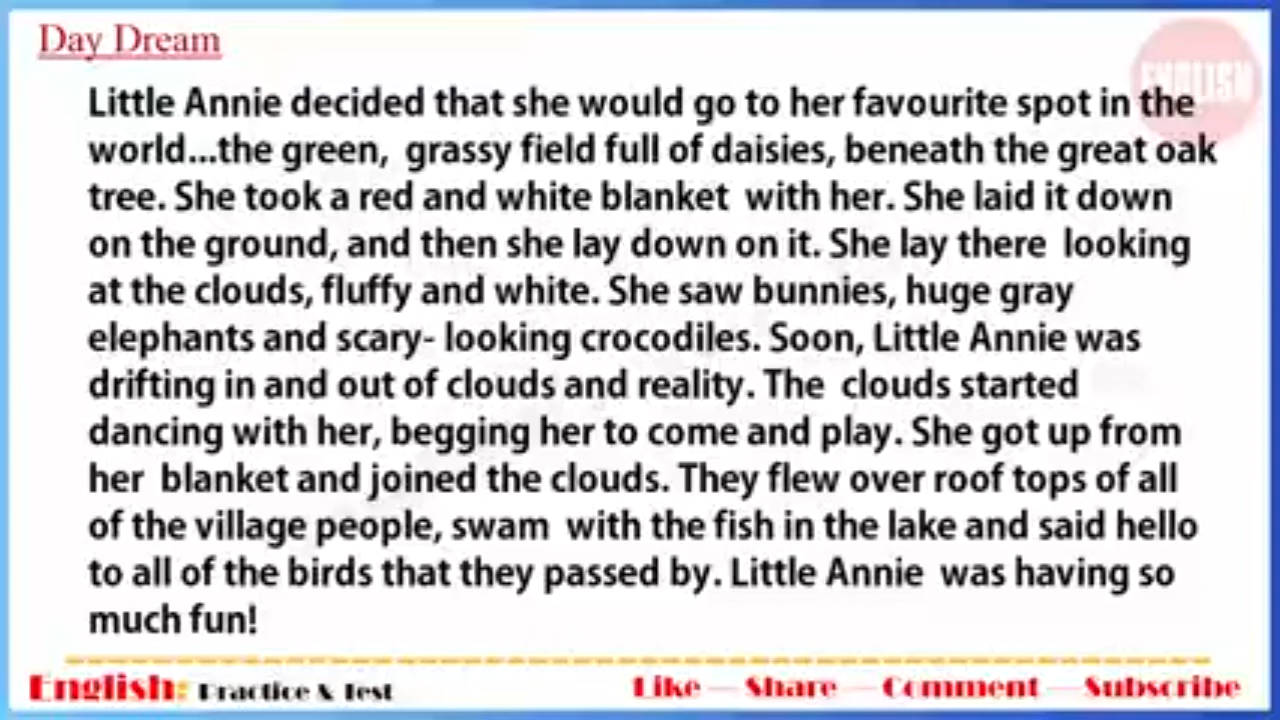 Day Dream
ENGLISH
Little Annie decided that she would go to her favourite spot in the
world...the green, grassy field full of daisies, beneath the great oak
tree. She took a red and white blanket with her. She laid it down
on the ground, and then she lay down on it. She lay there looking
at the clouds, fluffy and white. She saw bunnies, huge gray
elephants and scary- looking crocodiles. Soon, Little Annie was
drifting in and out of clouds and reality. The clouds started
dancing with her, begging her to come and play. She got up from
her blanket and joined the clouds. They flew over roof tops of all
of the village people, swam with the fish in the lake and said hello
to all of the birds that they passed by. Little Annie was having so
much fun!
English: Practice & Test
Like — Share — Comment — Subscribe